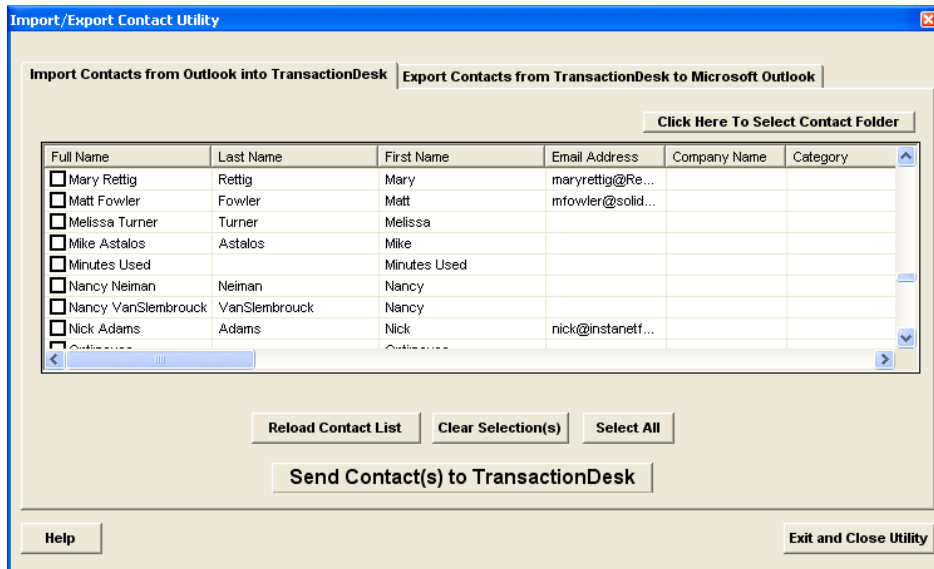 Import/Export Contact Utility
Import Contacts from Outlook into TransactionDesk Export Contacts from TransactionDesk to Microsoft Outlook
Click Here To Select Contact Folder
Full Name Last Name First Name Email Address Company Name Category
Mary Rettig Rettig Mary maryrettig@Re...
Matt Fowler Fowler Matt mfowler@solid...
Melissa Turner Turner Melissa
Mike Astalos Astalos Mike
Minutes Used Minutes Used
Nancy Neiman Neiman Nancy
Nancy VanSlembrouck VanSlembrouck Nancy
Nick Adams Adams Nick nick@instanetf...
Reload Contact List Clear Selection(s) Select All
Send Contact(s) to TransactionDesk
Help Exit and Close Utility